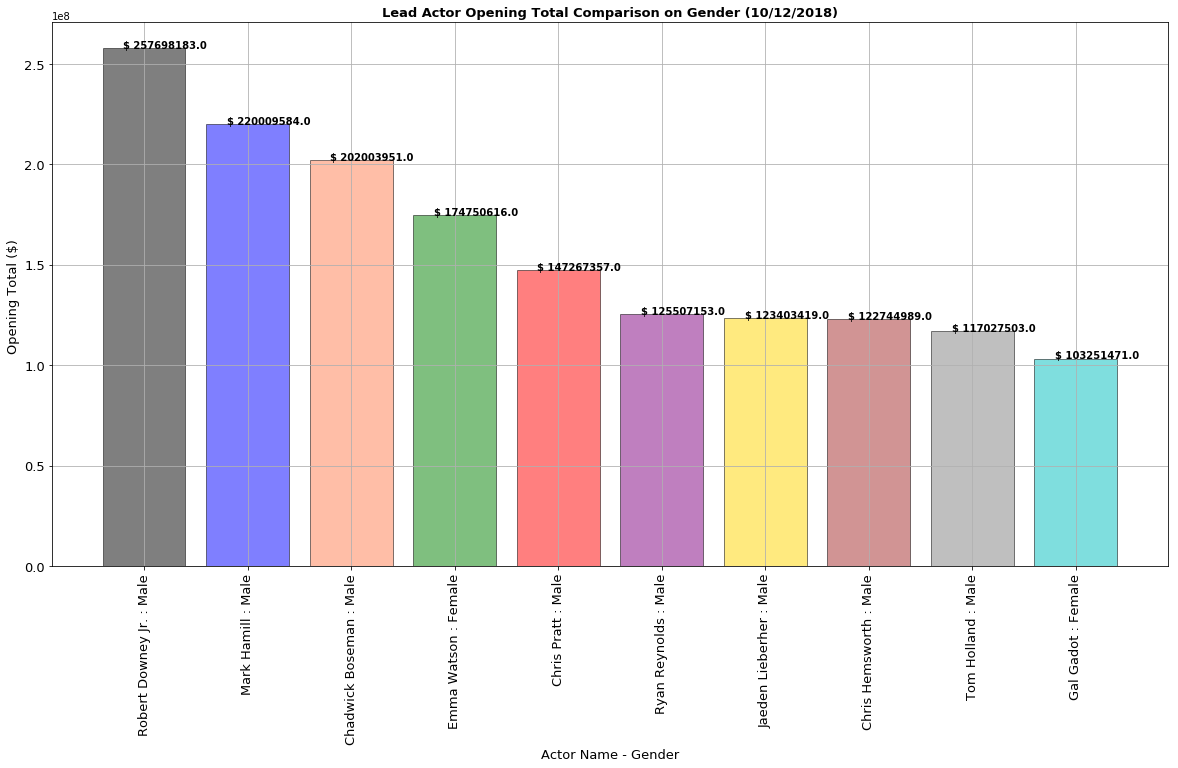 Lead Actor Opening Total Comparison on Gender (10/12/2018)
1e8
Opening Total ($)
2.5
2.0
1.5
1.0
0.5
0.0
$ 257698183.0
$ 220009584.0
$ 202003951.0
$ 174750616.0
$ 147267357.0
$ 125507153.0
$ 123403419.0
$ 122744989.0
$ 117027503.0
$ 103251471.0
Robert Downey Jr. : Male
Mark Hamill : Male
Chadwick Boseman : Male
Emma Watson : Female
Chris Pratt : Male
Ryan Reynolds : Male
Jaeden Lieberher : Male
Chris Hemsworth : Male
Tom Holland : Male
Gal Gadot : Female
Actor Name - Gender